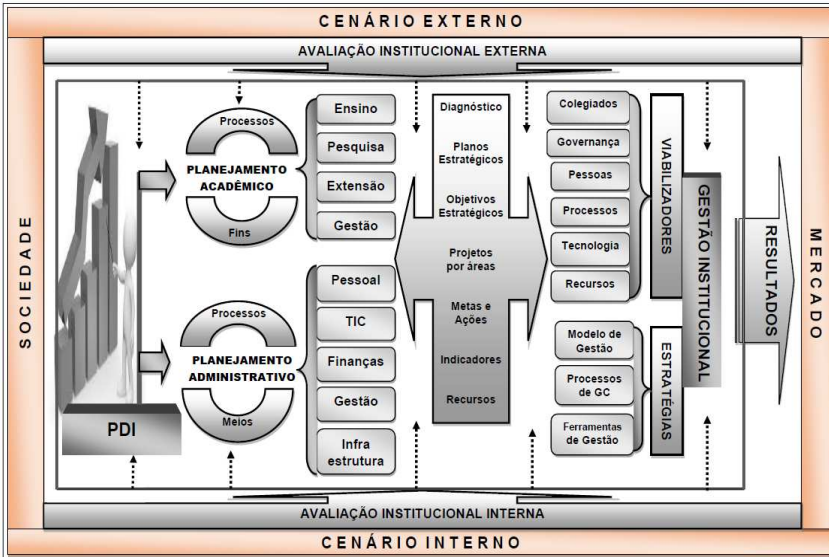 CENÁRIO EXTERNO
AVALIAÇÃO INSTITUCIONAL EXTERNA
SOCIEDADE
PDI
Processos
PLANEJAMENTO
ACADÊMICO
Fins
Processos
PLANEJAMENTO
ADMINISTRATIVO
Meios
Ensino
Pesquisa
Extensão
Gestão
Pessoal
TIC
Finanças
Gestão
Infra
estrutura
Diagnóstico
Planos
Estratégicos
Objetivos
Estratégicos
Projetos
por áreas
Metas e
Ações
Indicadores
Recursos
Colegiados
Governança
Pessoas
Processos
Tecnologia
Recursos
Modelo de
Gestão
Processos
de GC
Ferramentas
de Gestão
VIABILIZADORES
ESTRATÉGIAS
GESTÃO INSTITUCIONAL
RESULTADOS
MERCADO
AVALIAÇÃO INSTITUCIONAL INTERNA
CENÁRIO INTERNO